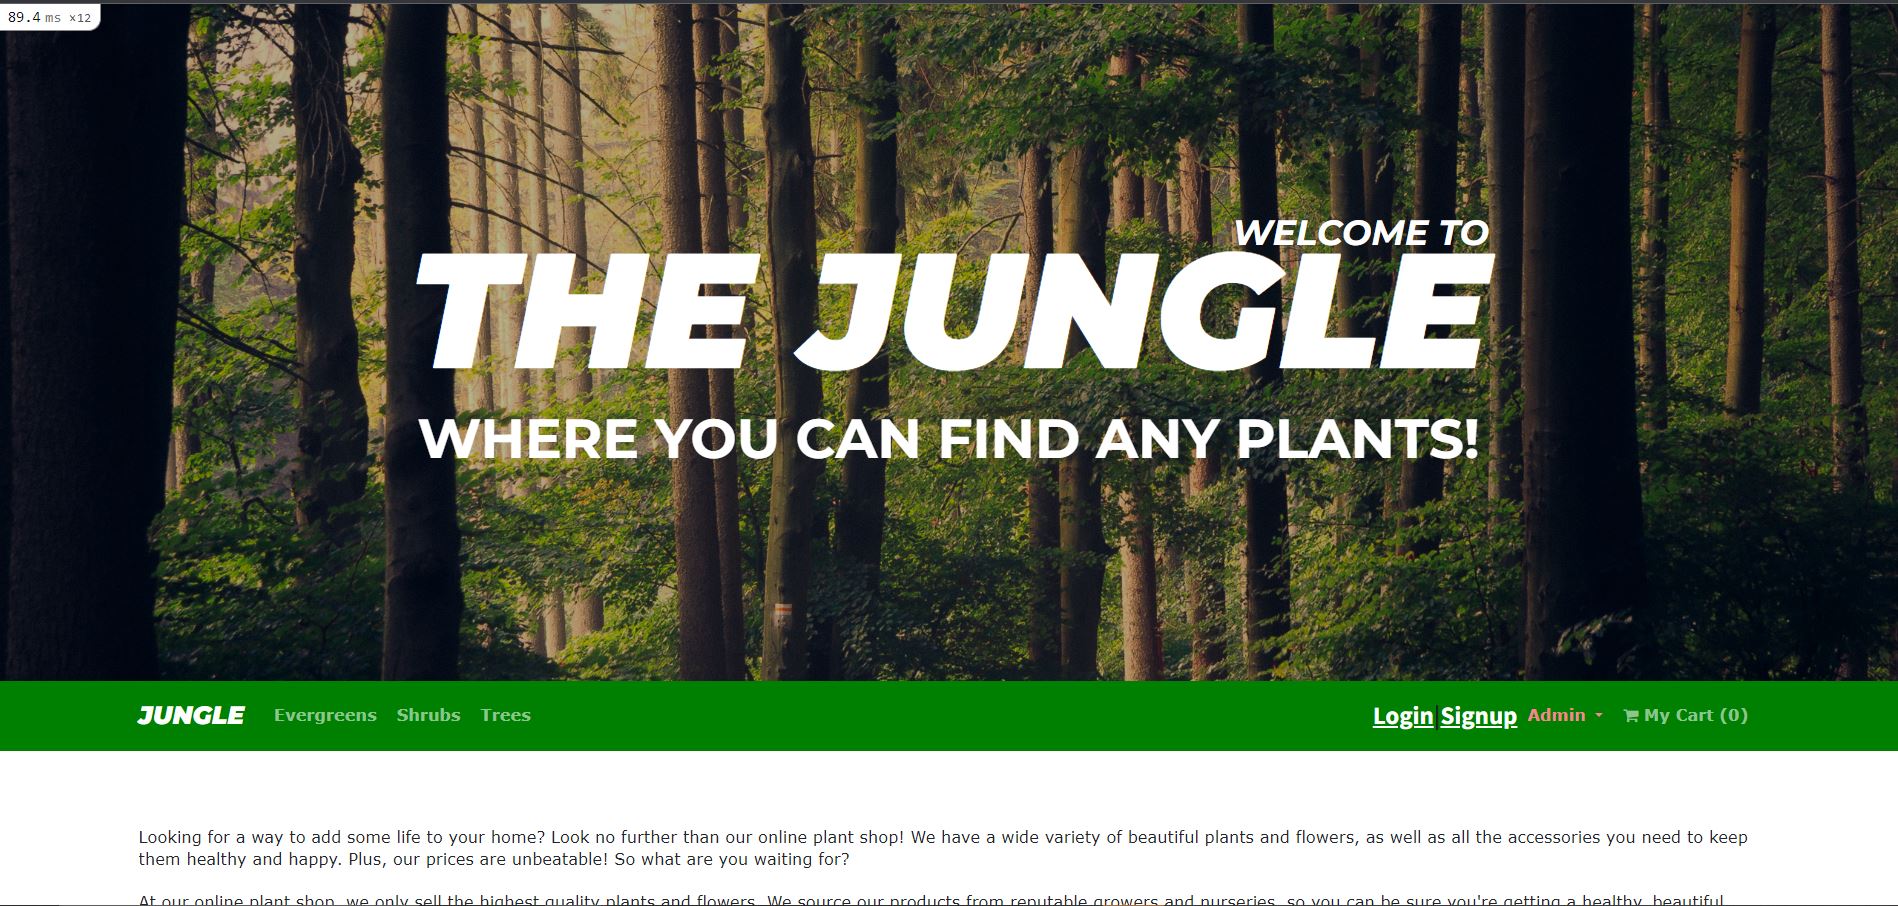 89.4 ms ×12
WELCOME TO
THE JUNGLE
WHERE YOU CAN FIND ANY PLANTS!
JUNGLE Evergreens Shrubs Trees Login|Signup Admin My Cart (0)
Looking for a way to add some life to your home? Look no further than our online plant shop! We have a wide variety of beautiful plants and flowers, as well as all the accessories you need to keep
them healthy and happy. Plus, our prices are unbeatable! So what are you waiting for?
At our online plant shop, we only sell the highest quality plants and flowers. We source our products from reputable growers and nurseries, so you can be sure you're getting a healthy, beautiful